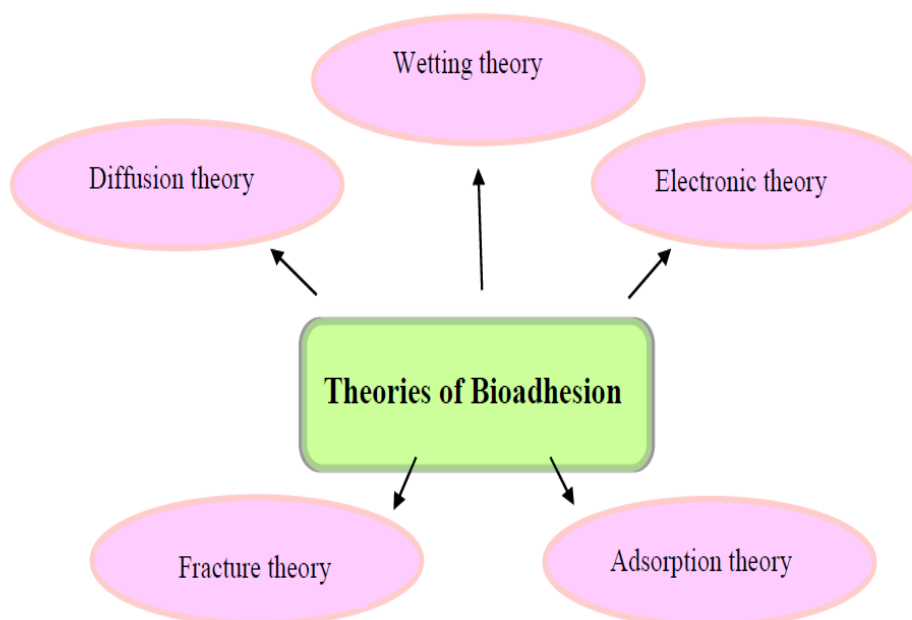 Wetting theory
Diffusion theory
Electronic theory
Theories of Bioadhesion
Fracture theory
Adsorption theory